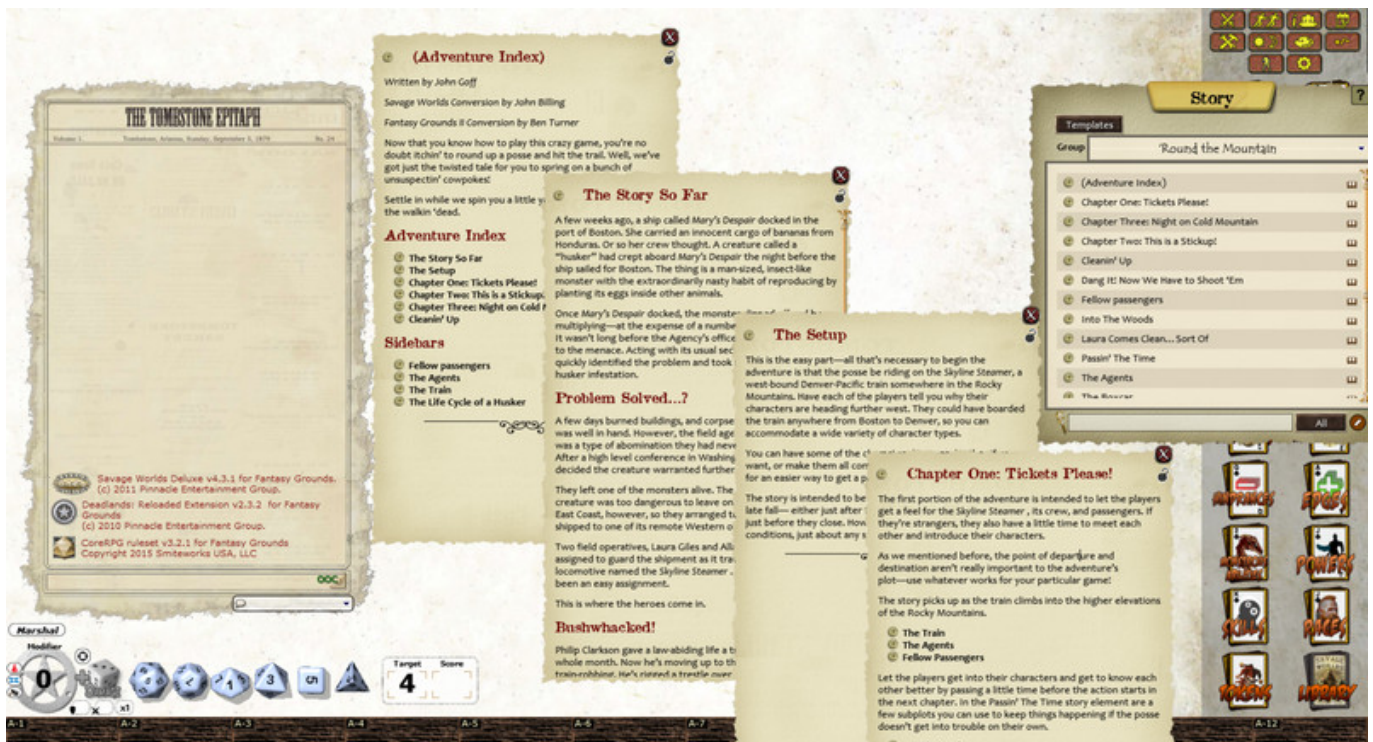 THE TOMBSTONE EPITAPH
Volume 1.
Tombstone, Arizona, Sunday, September 5, 1879
No. 24
Savage Worlds Deluxe v4.3.1 for Fantasy Grounds.
(c) 2011 Pinnacle Entertainment Group.
Deadlands: Reloaded Extension v2.3.2 for Fantasy
Grounds
(c) 2010 Pinnacle Entertainment Group.
CoreRPG ruleset v3.2.1 for Fantasy Grounds
Copyright 2015 Smiteworks USA, LLC
OOC
Marshal
Modifier
0
x1
Target
Score
4
(Adventure Index)
Written by John Goff
Savage Worlds Conversion by John Billing
Fantasy Grounds II Conversion by Ben Turner
Now that you know how to play this crazy game, you're no
doubt itchin' to round up a posse and hit the trail. Well, we've
got just the twisted tale for you to spring on a bunch of
unsuspectin' cowpokes!
Settle in while we spin you a little y
the walkin 'dead.
Adventure Index
The Story So Far
The Setup
Chapter One: Tickets Please!
Chapter Two: This is a Stickup
Chapter Three: Night on Cold
Cleanin' Up
Sidebars
Fellow passengers
The Agents
The Train
The Life Cycle of a Husker
The Story So Far
A few weeks ago, a ship called Mary's Despair docked in the
port of Boston. She carried an innocent cargo of bananas from
Honduras. Or so her crew thought. A creature called a
"husker" had crept aboard Mary's Despair the night before the
ship sailed for Boston. The thing is a man-sized, insect-like
monster with the extraordinarily nasty habit of reproducing by
planting its eggs inside other animals.
Once Mary's Despair docked, the monster
multiplying—at the expense of a numbe
It wasn't long before the Agency's office
to the menace. Acting with its usual sec
quickly identified the problem and took
husker infestation.
Problem Solved...?
A few days burned buildings, and corpse
was well in hand. However, the field age
was a type of abomination they had neve
After a high level conference in Washing
decided the creature warranted further
They left one of the monsters alive. The
creature was too dangerous to leave on
East Coast, however, so they arranged t
shipped to one of its remote Western o
Two field operatives, Laura Giles and All
assigned to guard the shipment as it tra
locomotive named the Skyline Steamer .
been an easy assignment.
This is where the heroes come in.
Bushwhacked!
Philip Clarkson gave a law-abiding life a t
whole month. Now he's moving up to th
train-robbing. He's rigged a trestle over
The Setup
This is the easy part—all that's necessary to begin the
adventure is that the posse be riding on the Skyline Steamer, a
west-bound Denver-Pacific train somewhere in the Rocky
Mountains. Have each of the players tell you why their
characters are heading further west. They could have boarded
the train anywhere from Boston to Denver, so you can
accommodate a wide variety of character types.
You can have some of the
want, or make them all co
for an easier way to get a p
The story is intended to be
late fall— either just after
just before they close. How
conditions, just about any s
Chapter One: Tickets Please!
The first portion of the adventure is intended to let the players
get a feel for the Skyline Steamer , its crew, and passengers. If
they're strangers, they also have a little time to meet each
other and introduce their characters.
As we mentioned before, the point of departure and
destination aren't really important to the adventure's
plot—use whatever works for your particular game!
The story picks up as the train climbs into the higher elevations
of the Rocky Mountains.
The Train
The Agents
Fellow Passengers
Let the players get into their characters and get to know each
other better by passing a little time before the action starts in
the next chapter. In the Passin' The Time story element are a
few subplots you can use to keep things happening if the posse
doesn't get into trouble on their own.
Story
?
Templates
Group
'Round the Mountain
(Adventure Index)
Chapter One: Tickets Please!
Chapter Three: Night on Cold Mountain
Chapter Two: This is a Stickup!
Cleanin' Up
Dang It! Now We Have to Shoot 'Em
Fellow passengers
Into The Woods
Laura Comes Clean... Sort Of
Passin' The Time
The Agents
The Boxcar
All
HINDRANCES
EDGES
MONSTROUS ABILITIES
POWERS
SKILLS
RACES
TOKENS
LIBRARY
A-1
A-2
A-3
A-4
A-5
A-6
A-7
A-12